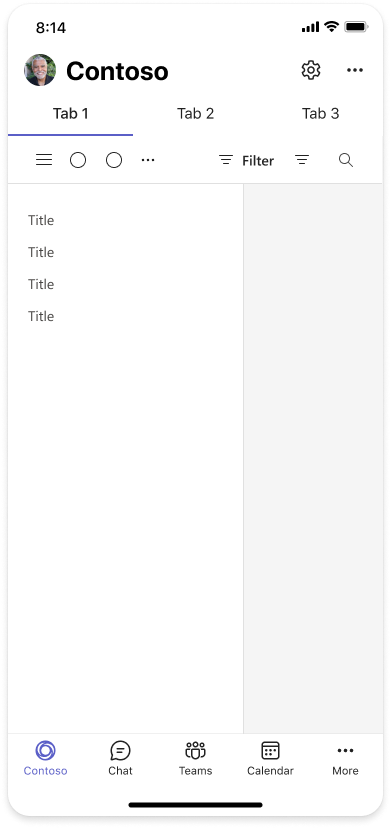 8:14
Contoso
Tab 1 Tab 2 Tab 3
Filter
Title
Title
Title
Title
Contoso Chat Teams Calendar More